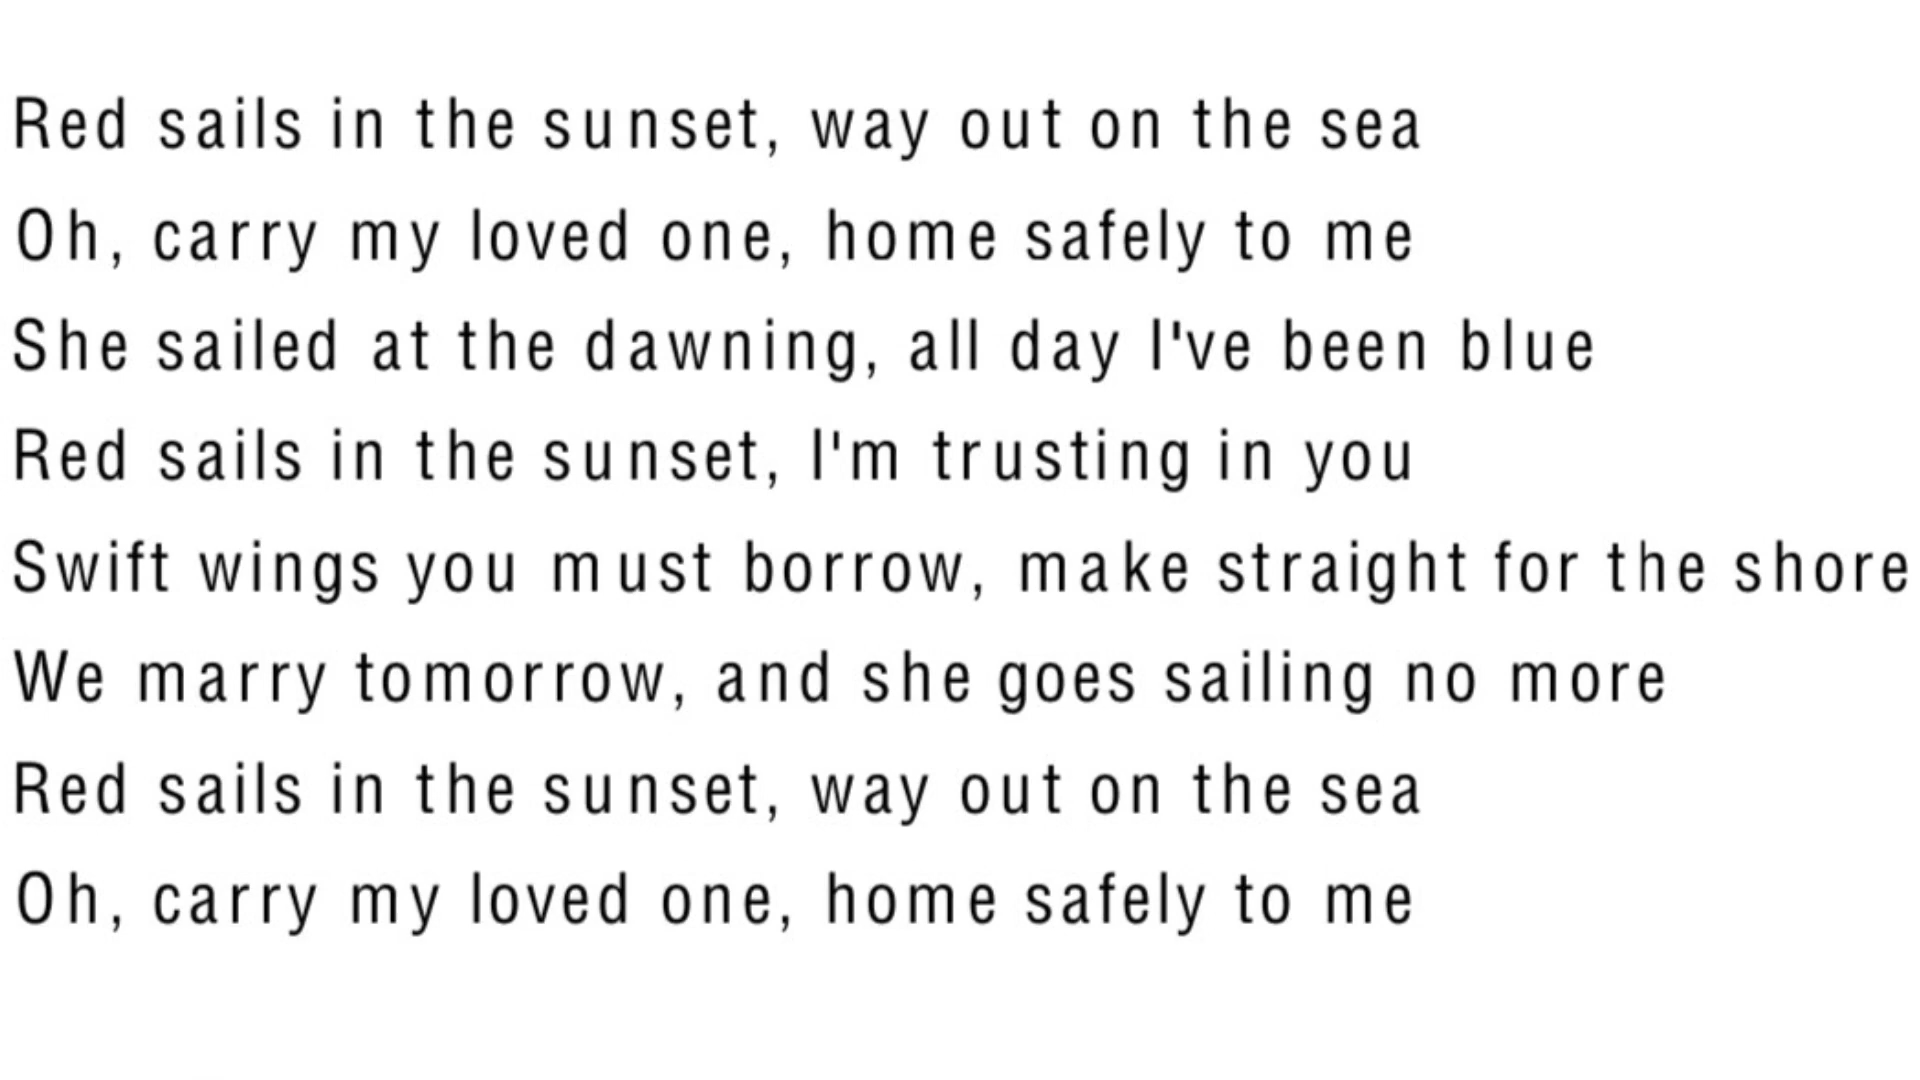 Red sails in the sunset, way out on the sea
Oh, carry my loved one, home safely to me
She sailed at the dawning, all day I've been blue
Red sails in the sunset, I'm trusting in you
Swift wings you must borrow, make straight for the shore
We marry tomorrow, and she goes sailing no more
Red sails in the sunset, way out on the sea
Oh, carry my loved one, home safely to me